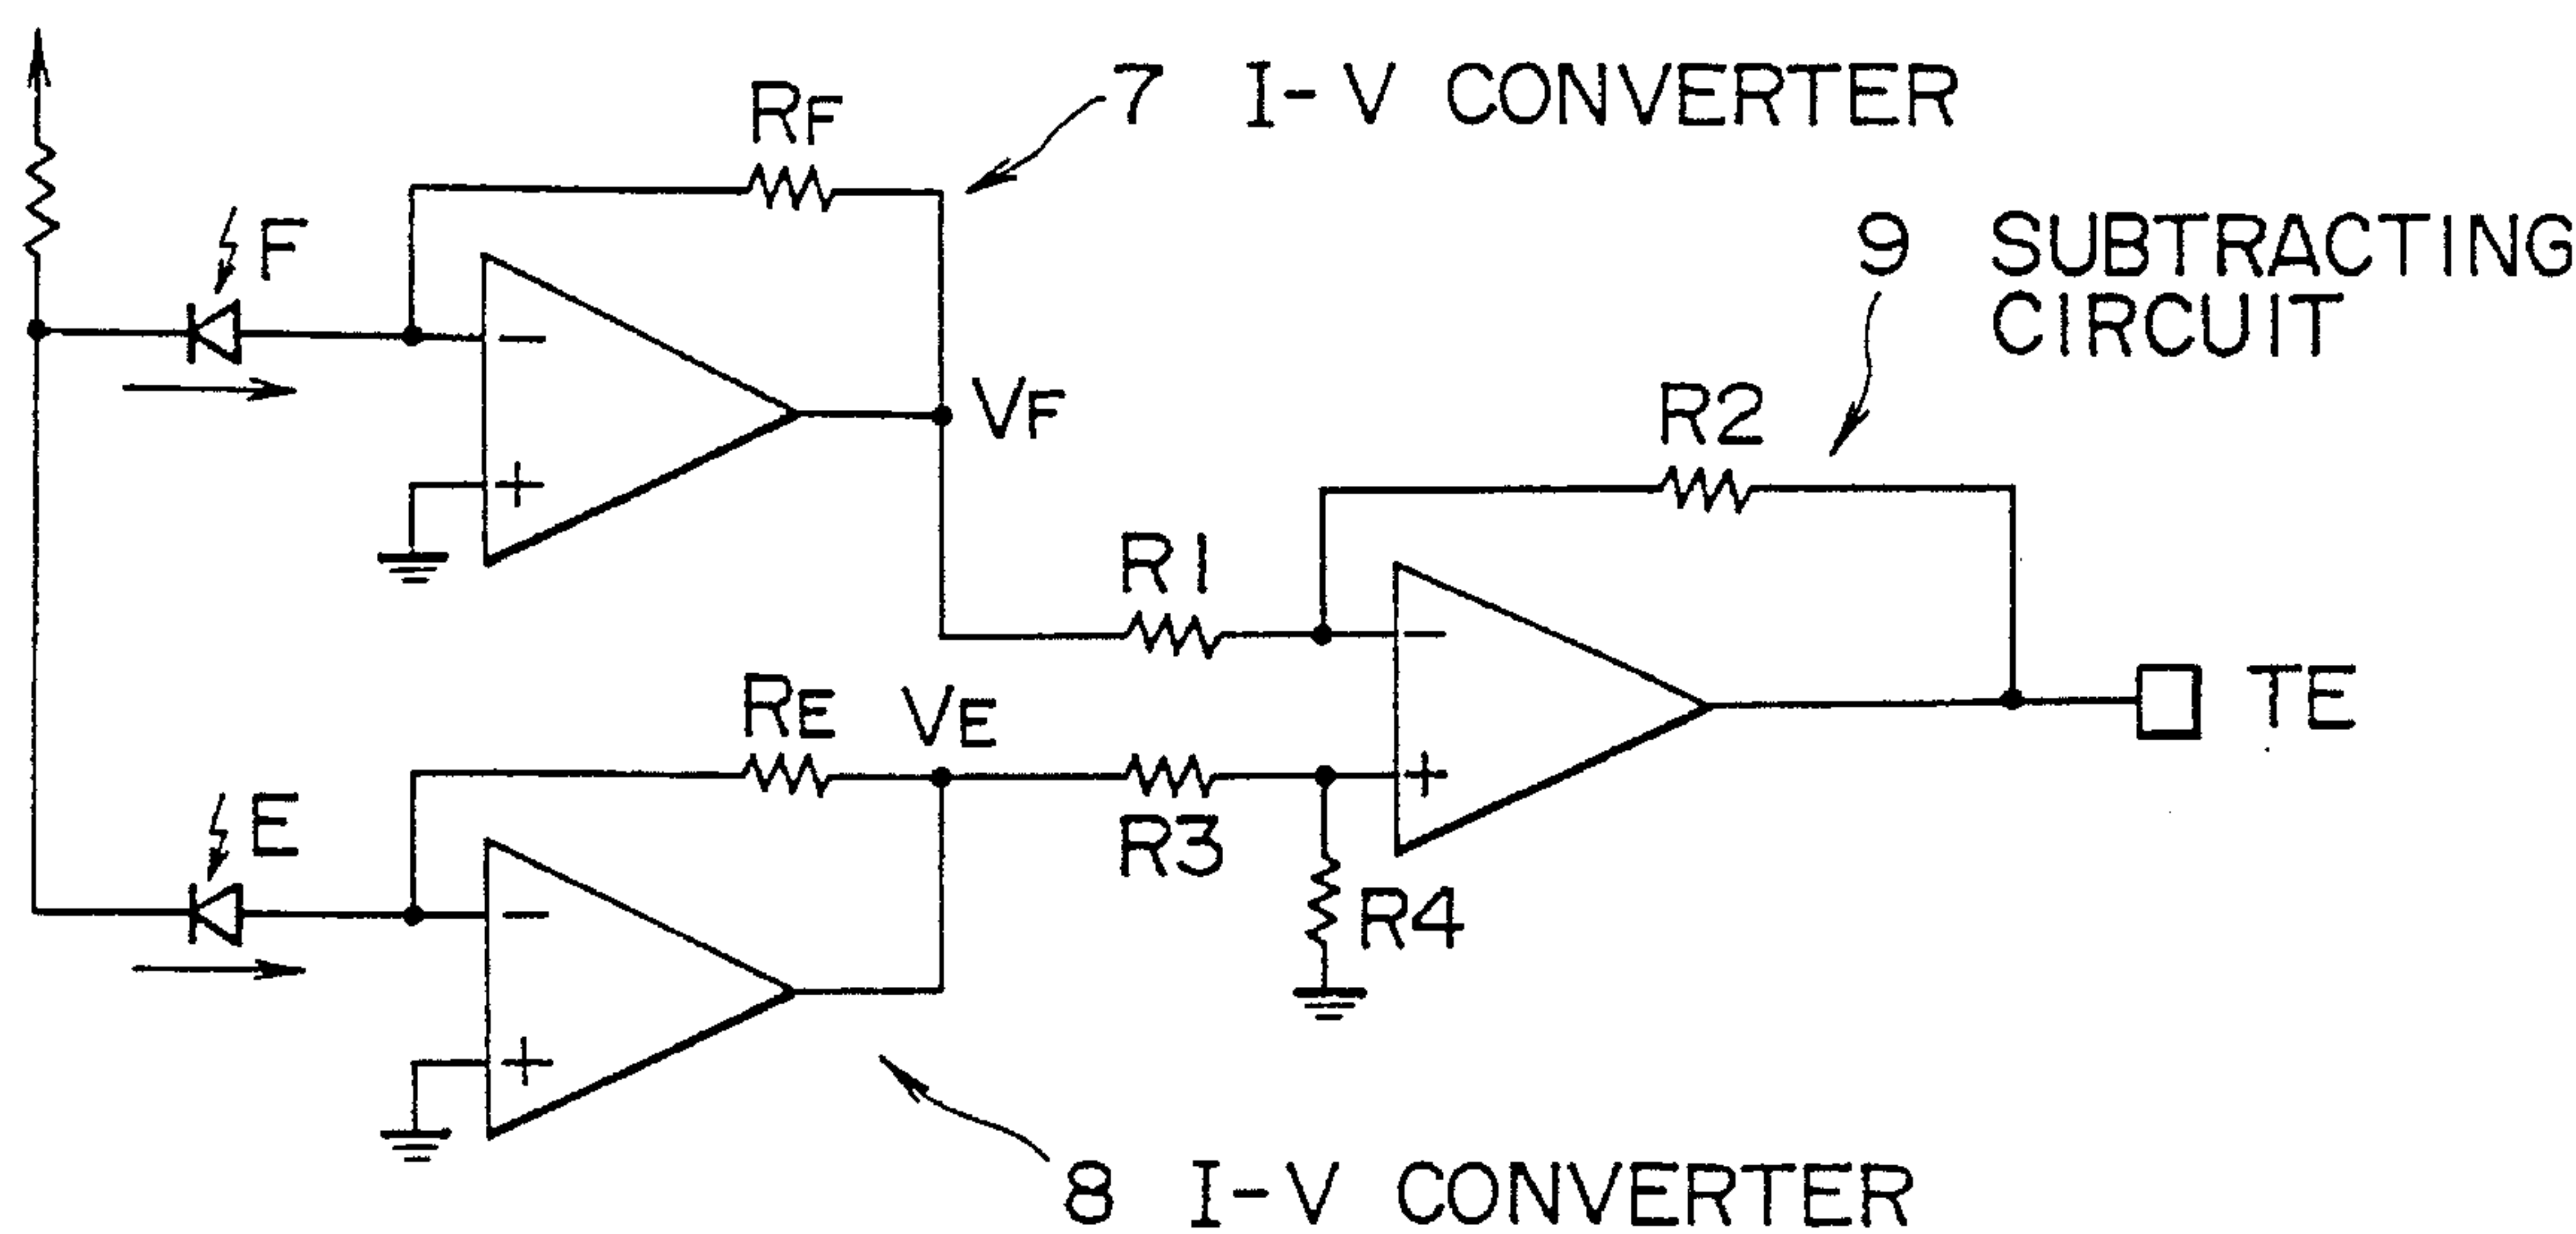 7 I-V CONVERTER
RF
F
9 SUBTRACTING
CIRCUIT
−
VF
R2
+
R1
−
RE
VE
TE
+
R3
E
R4
−
+
8 I-V CONVERTER